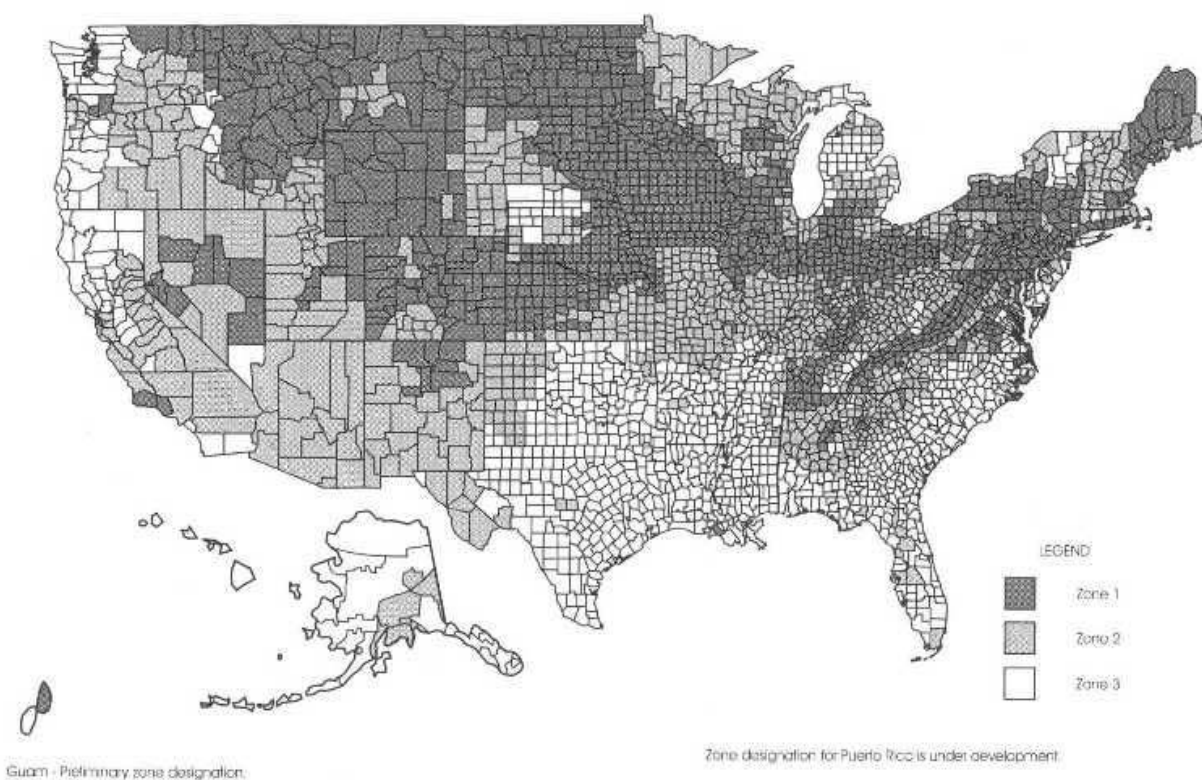 LEGEND
Zone 1
Zone 2
Zone 3
Zone designation for Puerto Rico is under development.
Guam - Preliminary zone designation.